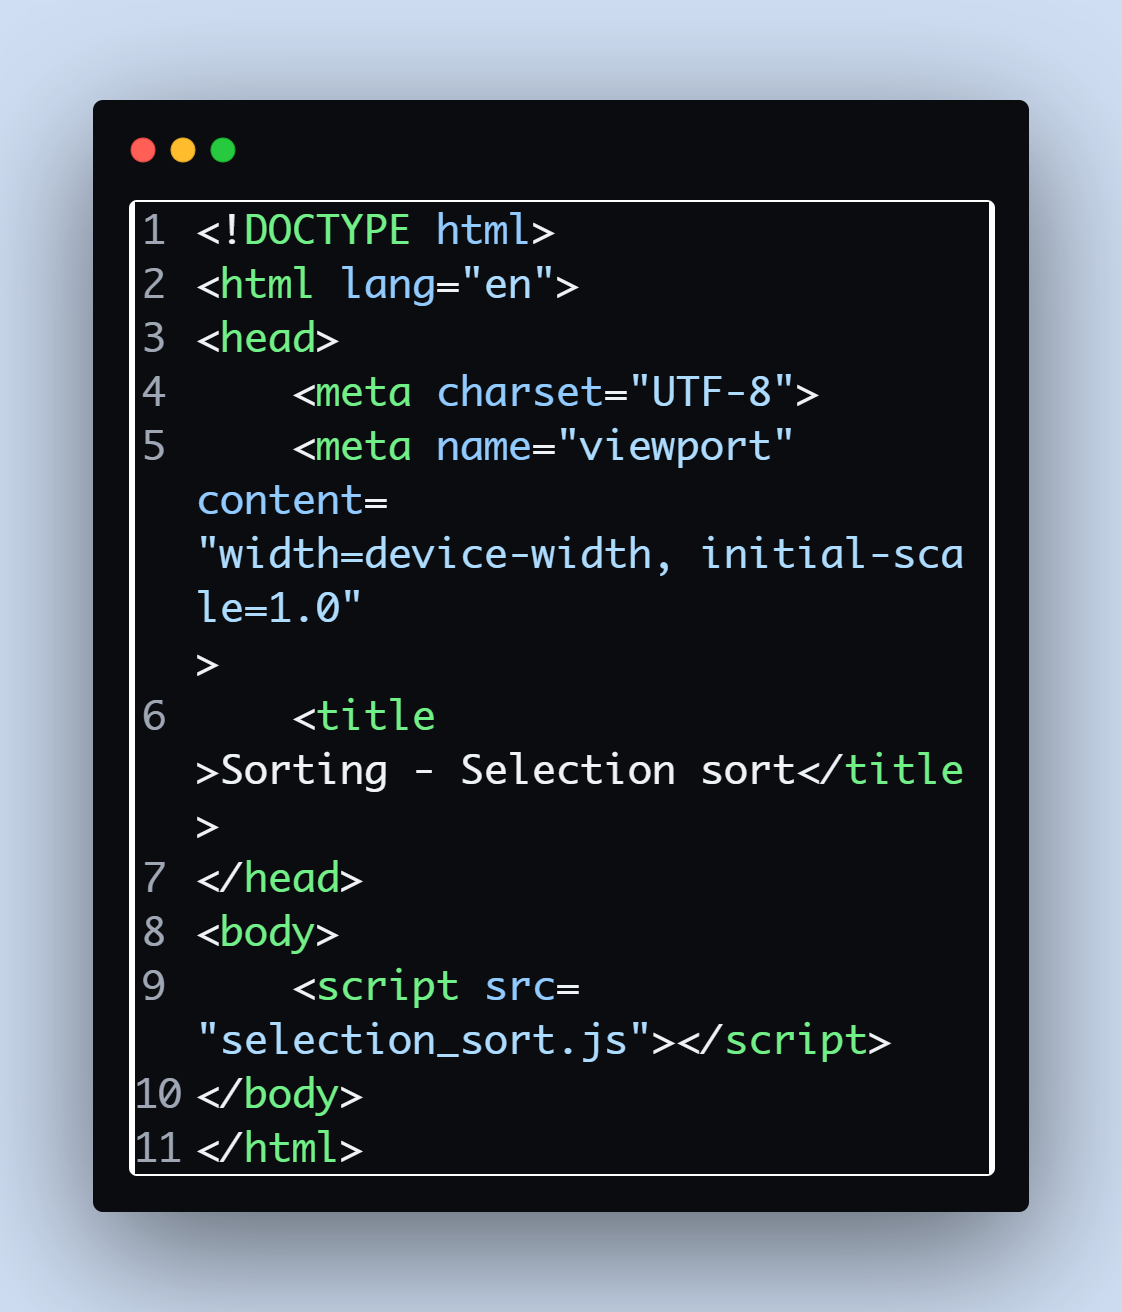 1 <!DOCTYPE html>
2 <html lang="en">
3 <head>
4     <meta charset="UTF-8">
5     <meta name="viewport"
content=
"width=device-width, initial-sca
le=1.0"
>
6     <title
>Sorting - Selection sort</title
>
7 </head>
8 <body>
9     <script src=
"selection_sort.js"></script>
10 </body>
11 </html>